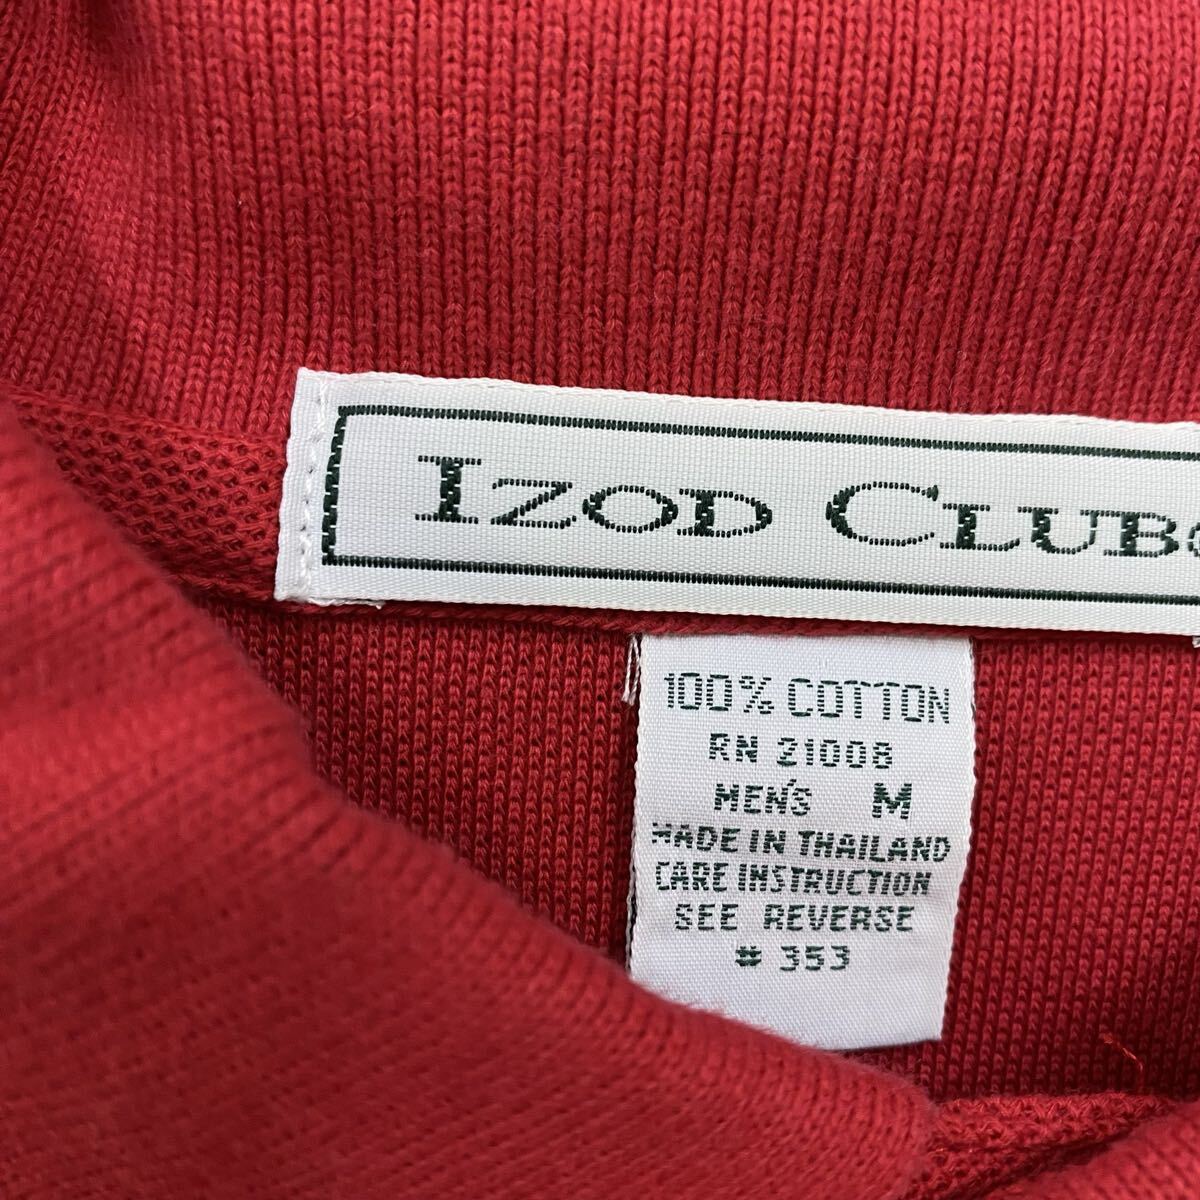 IZOD CLUB
100% COTTON
RN 21008
MEN'S M
MADE IN THAILAND
CARE INSTRUCTION
SEE REVERSE
# 353